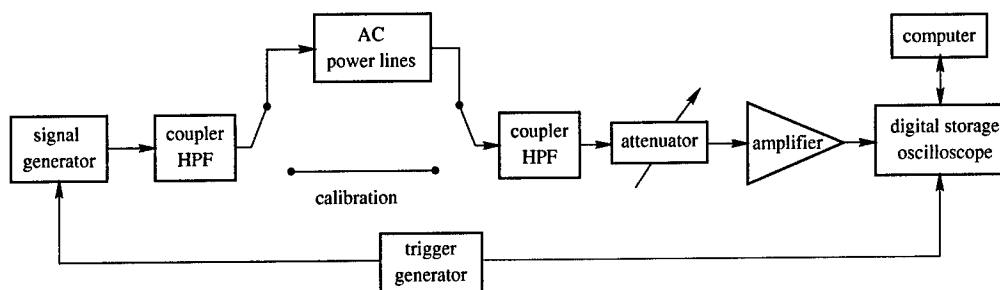 signal
generator
coupler
HPF
AC
power lines
calibration
coupler
HPF
attenuator
amplifier
computer
digital storage
oscilloscope
trigger
generator